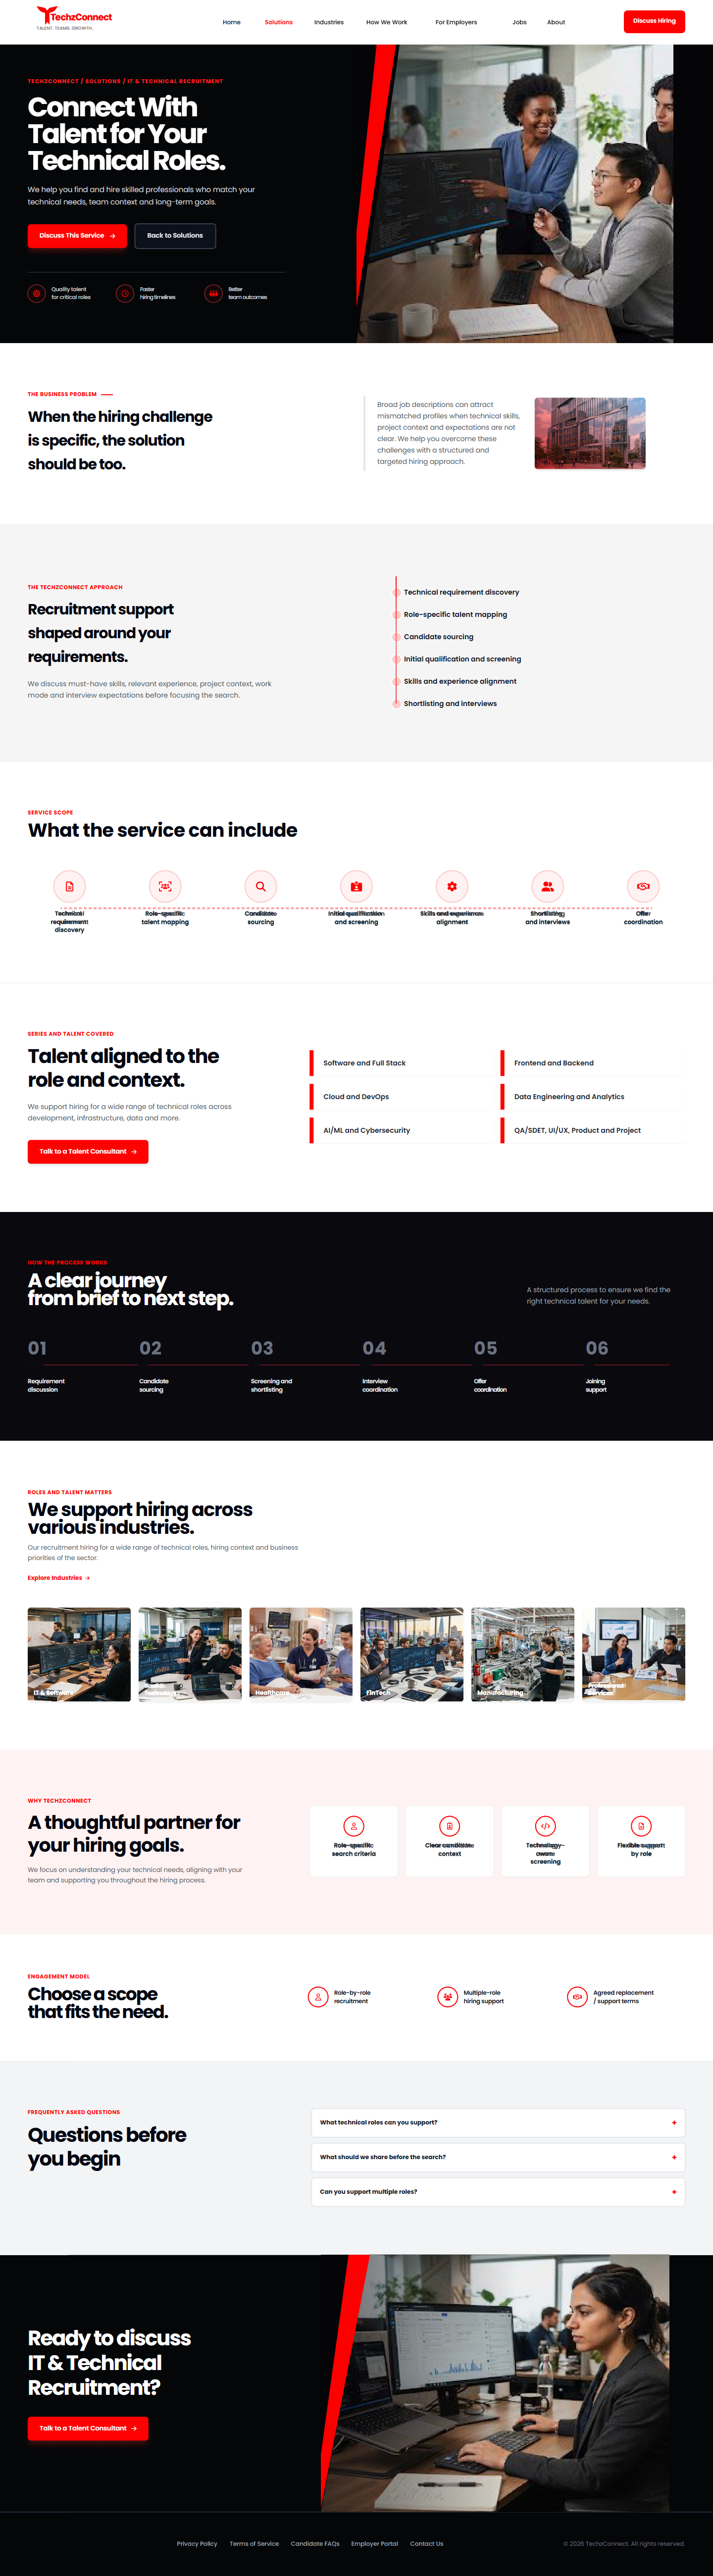 TechzConnect
TALENT. TEAMS. GROWTH.
Home
Solutions
Industries
How We Work
For Employers
Jobs
About
Discuss Hiring
TECHZCONNECT / SOLUTIONS / IT & TECHNICAL RECRUITMENT
Connect With
Talent for Your
Technical Roles.
We help you find and hire skilled professionals who match your
technical needs, team context and long-term goals.
Discuss This Service →
Back to Solutions
Quality talent
for critical roles
Faster
hiring timelines
Better
team outcomes
THE BUSINESS PROBLEM
When the hiring challenge
is specific, the solution
should be too.
Broad job descriptions can attract
mismatched profiles when technical skills,
project context and expectations are not
clear. We help you overcome these
challenges with a structured and
targeted hiring approach.
THE TECHZCONNECT APPROACH
Recruitment support
shaped around your
requirements.
We discuss must-have skills, relevant experience, project context, work
mode and interview expectations before focusing the search.
Technical requirement discovery
Role-specific talent mapping
Candidate sourcing
Initial qualification and screening
Skills and experience alignment
Shortlisting and interviews
SERVICE SCOPE
What the service can include
Technical
requirement
discovery
Role-specific
talent mapping
Candidate
sourcing
Initial qualification
and screening
Skills and experience
alignment
Shortlisting
and interviews
Offer
coordination
SERIES AND TALENT COVERED
Talent aligned to the
role and context.
We support hiring for a wide range of technical roles across
development, infrastructure, data and more.
Talk to a Talent Consultant →
Software and Full Stack
Frontend and Backend
Cloud and DevOps
Data Engineering and Analytics
AI/ML and Cybersecurity
QA/SDET, UI/UX, Product and Project
HOW THE PROCESS WORKS
A clear journey
from brief to next step.
A structured process to ensure we find the
right technical talent for your needs.
01
02
03
04
05
06
Requirement
discussion
Candidate
sourcing
Screening and
shortlisting
Interview
coordination
Offer
coordination
Joining
support
ROLES AND TALENT MATTERS
We support hiring across
various industries.
Our recruitment hiring for a wide range of technical roles, hiring context and business
priorities of the sector.
Explore Industries →
IT & Software
Healthcare
FinTech
Manufacturing
Professional
Services
WHY TECHZCONNECT
A thoughtful partner for
your hiring goals.
We focus on understanding your technical needs, aligning with your
team and supporting you throughout the hiring process.
Role-specific
search criteria
Clear candidate
context
Technology-
aware
screening
Flexible support
by role
ENGAGEMENT MODEL
Choose a scope
that fits the need.
Role-by-role
recruitment
Multiple-role
hiring support
Agreed replacement
/ support terms
FREQUENTLY ASKED QUESTIONS
Questions before
you begin
What technical roles can you support? +
What should we share before the search? +
Can you support multiple roles? +
Ready to discuss
IT & Technical
Recruitment?
Talk to a Talent Consultant →
Privacy Policy
Terms of Service
Candidate FAQs
Employer Portal
Contact Us
© 2026 TechzConnect. All rights reserved.